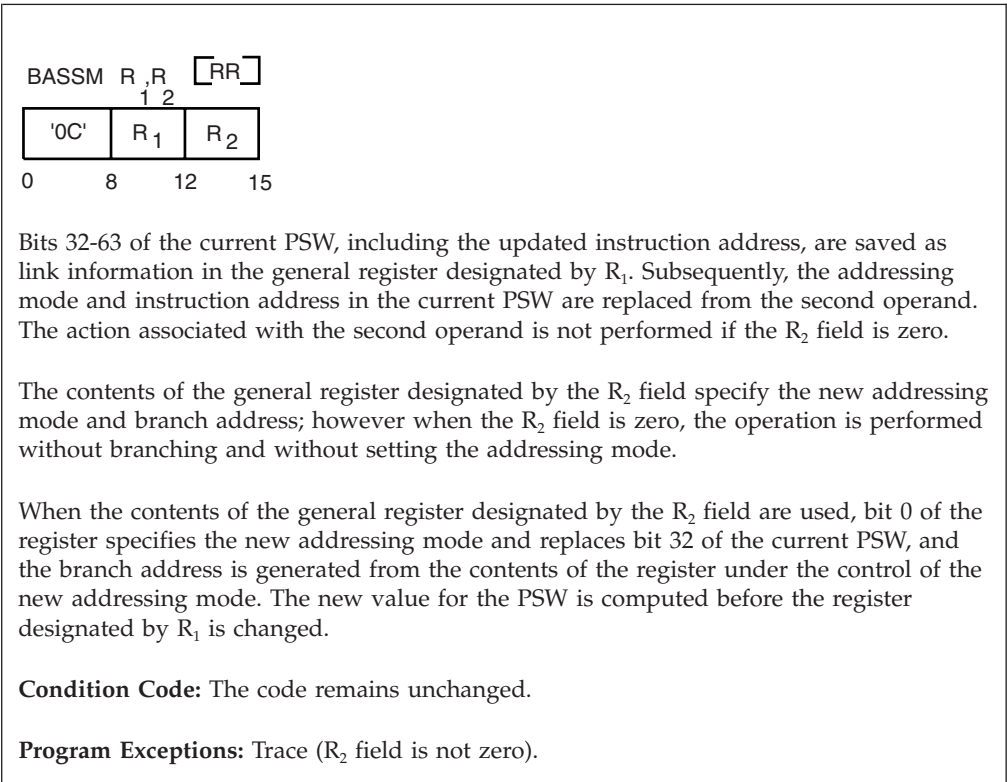 BASSM R1,R2 [RR]
'0C' R1 R2
0 8 12 15
Bits 32-63 of the current PSW, including the updated instruction address, are saved as
link information in the general register designated by R₁. Subsequently, the addressing
mode and instruction address in the current PSW are replaced from the second operand.
The action associated with the second operand is not performed if the R₂ field is zero.
The contents of the general register designated by the R₂ field specify the new addressing
mode and branch address; however when the R₂ field is zero, the operation is performed
without branching and without setting the addressing mode.
When the contents of the general register designated by the R₂ field are used, bit 0 of the
register specifies the new addressing mode and replaces bit 32 of the current PSW, and
the branch address is generated from the contents of the register under the control of the
new addressing mode. The new value for the PSW is computed before the register
designated by R₁ is changed.
Condition Code: The code remains unchanged.
Program Exceptions: Trace (R₂ field is not zero).